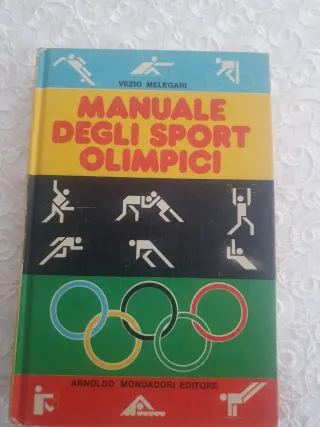 VEZIO MELEGARI
MANUALE
DEGLI SPORT
OLIMPICI
ARNOLDO MONDADORI EDITORE